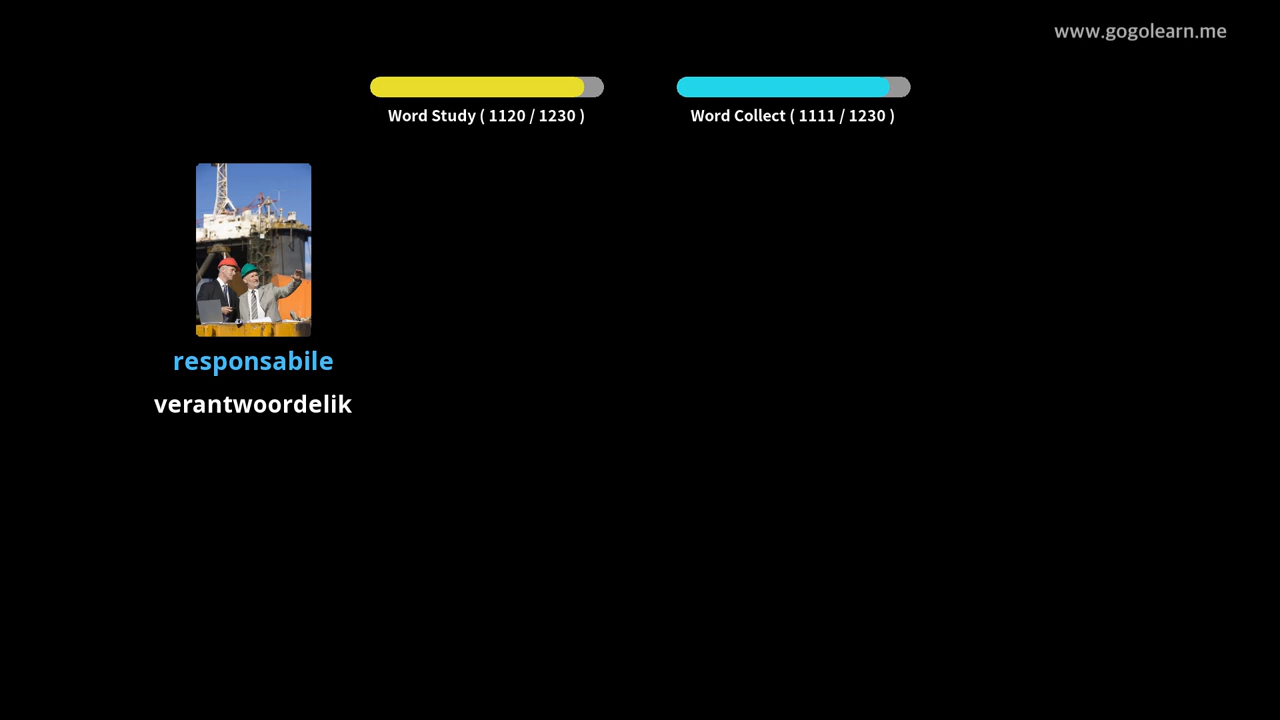 www.gogolearn.me
Word Study ( 1120 / 1230 )
Word Collect ( 1111 / 1230 )
responsabile
verantwoordelik